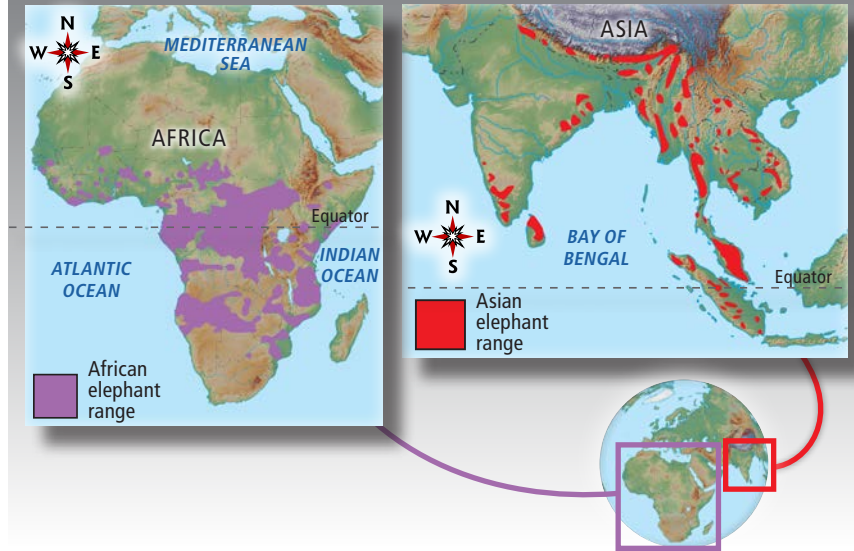 N
W E
S
MEDITERRANEAN
SEA
AFRICA
Equator
ATLANTIC
OCEAN
INDIAN
OCEAN
African
elephant
range
ASIA
N
W E
S
BAY OF
BENGAL
Equator
Asian
elephant
range